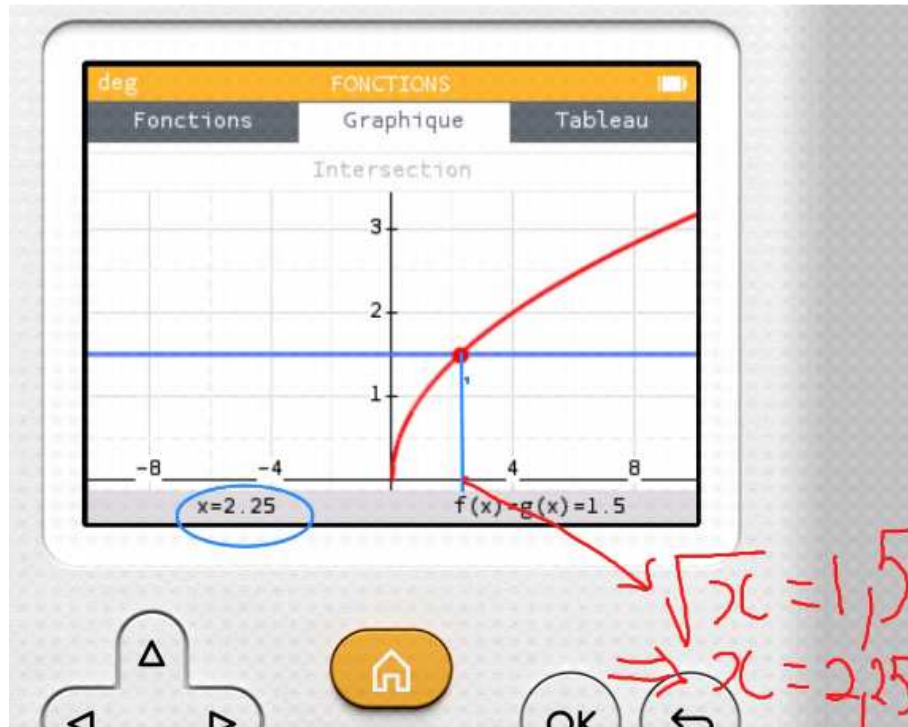 deg FONCTIONS
Fonctions Graphique Tableau
Intersection
3
2
1
-8 -4 4 8
x=2.25 f(x)=g(x)=1.5
√x = 1,5
⇒ x = 2,25
OK